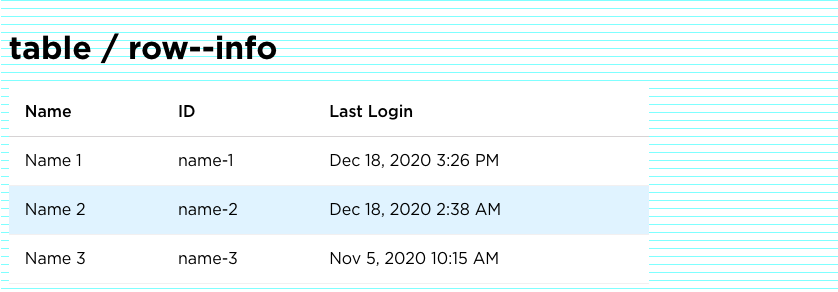 table / row--info
Name ID Last Login
Name 1 name-1 Dec 18, 2020 3:26 PM
Name 2 name-2 Dec 18, 2020 2:38 AM
Name 3 name-3 Nov 5, 2020 10:15 AM